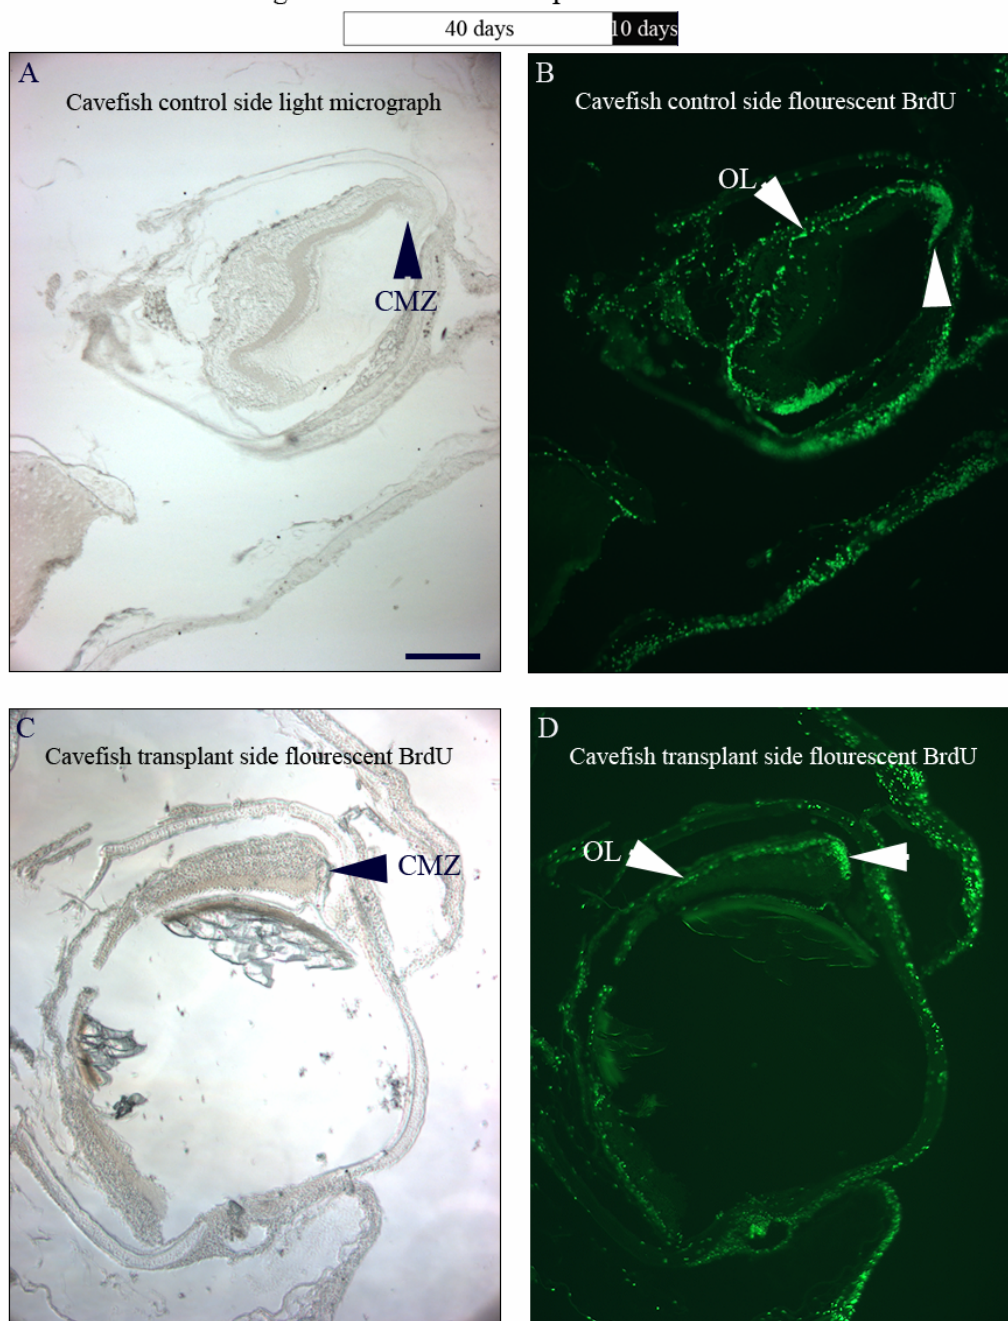 40 days 10 days
A
Cavefish control side light micrograph
CMZ
B
Cavefish control side flourescent BrdU
OL
C
Cavefish transplant side flourescent BrdU
CMZ
D
Cavefish transplant side flourescent BrdU
OL